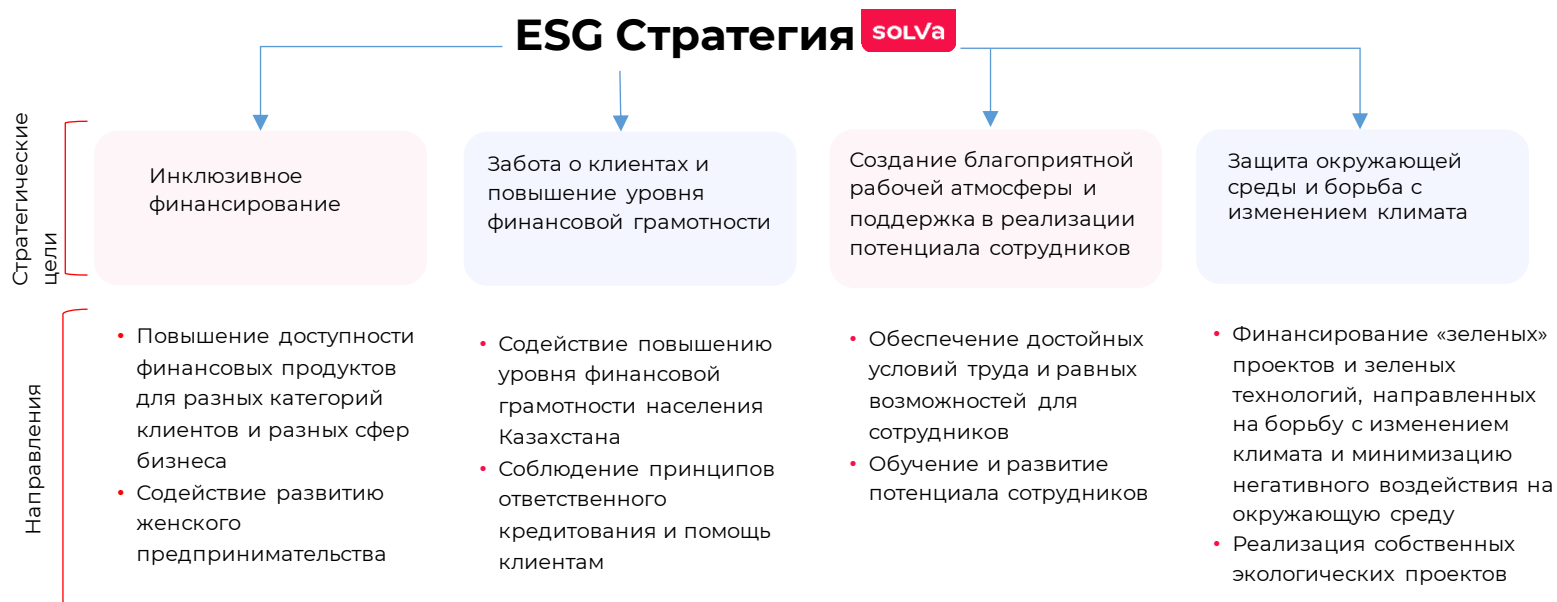 ESG Стратегия
solva
Стратегические
цели
Инклюзивное
финансирование
Забота о клиентах и
повышение уровня
финансовой грамотности
Создание благоприятной
рабочей атмосферы и
поддержка в реализации
потенциала сотрудников
Защита окружающей
среды и борьба с
изменением климата
Направления
• Повышение доступности
финансовых продуктов
для разных категорий
клиентов и разных сфер
бизнеса
• Содействие развитию
женского
предпринимательства
• Содействие повышению
уровня финансовой
грамотности населения
Казахстана
• Соблюдение принципов
ответственного
кредитования и помощь
клиентам
• Обеспечение достойных
условий труда и равных
возможностей для
сотрудников
• Обучение и развитие
потенциала сотрудников
• Финансирование «зеленых»
проектов и зеленых
технологий, направленных
на борьбу с изменением
климата и минимизацию
негативного воздействия на
окружающую среду
• Реализация собственных
экологических проектов